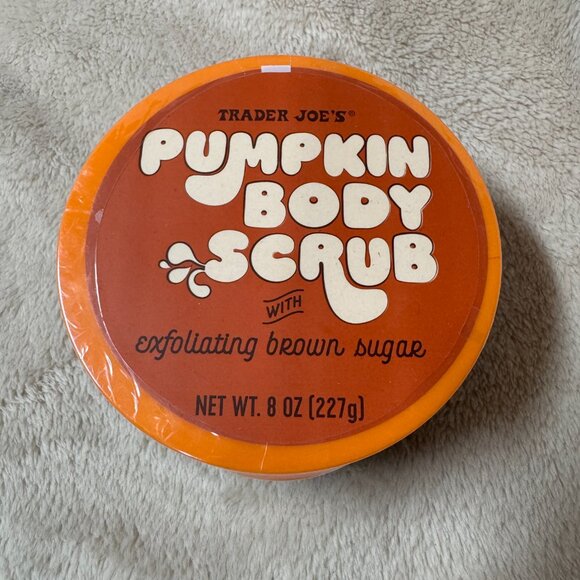 TRADER JOE'S®
PUMPKIN
BODY
SCRUB
WITH
exfoliating brown sugar
NET WT. 8 OZ (227g)